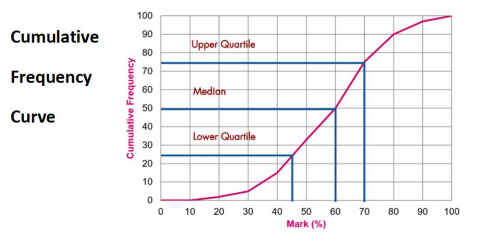 Cumulative
Frequency
Curve
Cumulative Frequency
100
90
80
70
60
50
40
30
20
10
0
Upper Quartile
Median
Lower Quartile
0 10 20 30 40 50 60 70 80 90 100
Mark (%)